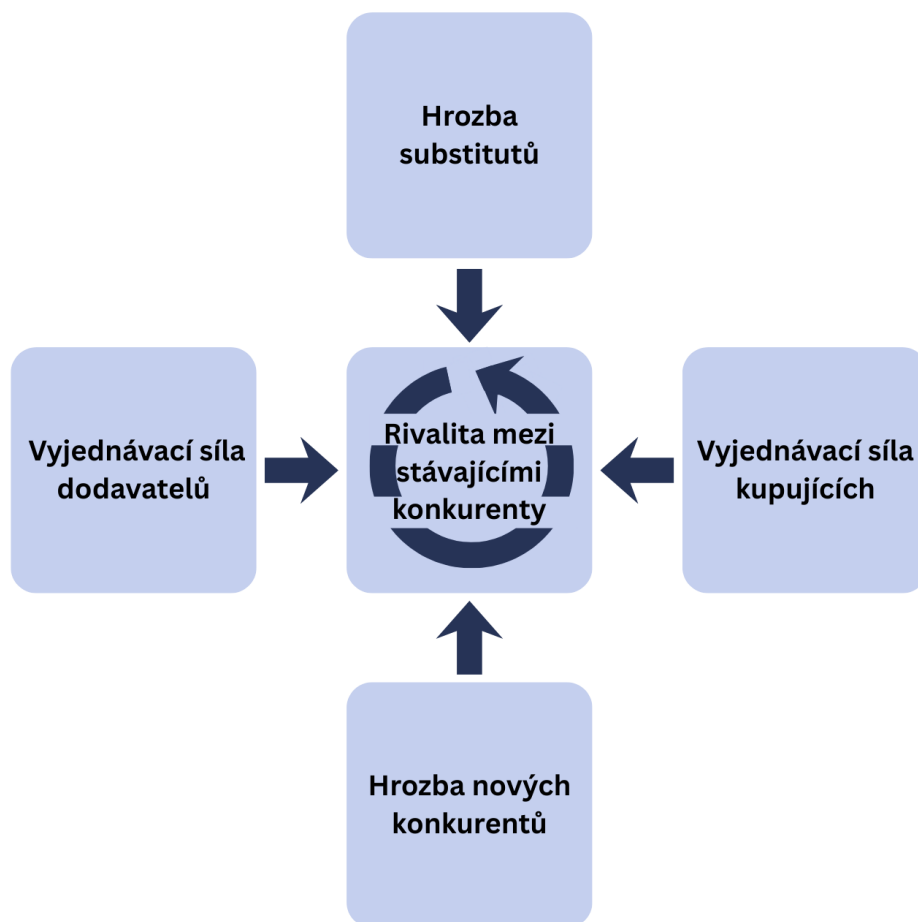 Hrozba
substitutů
Vyjednávací síla
dodavatelů
Rivalita mezi
stávajícími
konkurenty
Vyjednávací síla
kupujících
Hrozba nových
konkurentů